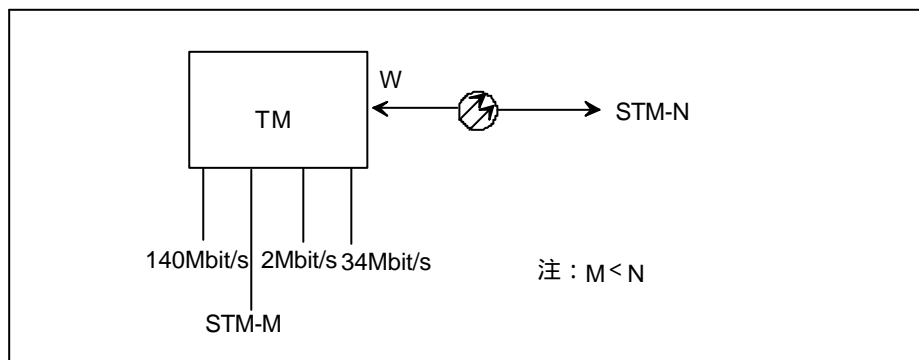 W
TM
STM-N
140Mbit/s 2Mbit/s 34Mbit/s
注：M<N
STM-M